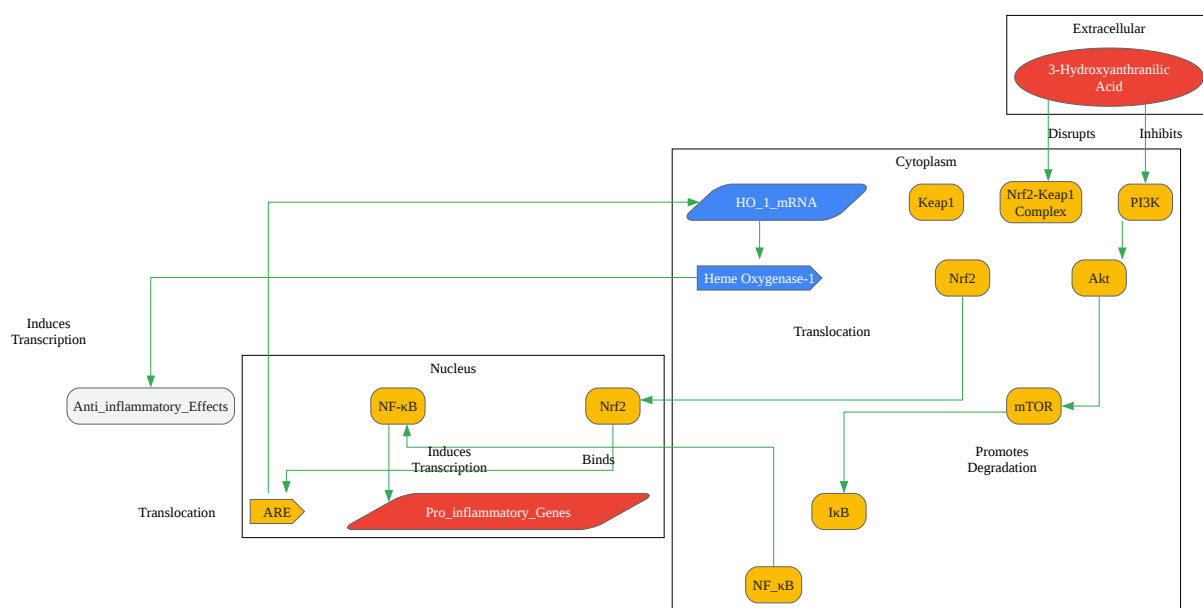 Extracellular
3-Hydroxyanthranilic
Acid
Disrupts
Inhibits
Cytoplasm
HO_1_mRNA
Keap1
Nrf2-Keap1
Complex
PI3K
Heme Oxygenase-1
Nrf2
Akt
Induces
Transcription
Translocation
Nucleus
Anti_inflammatory_Effects
NF-κB
Nrf2
mTOR
Induces
Transcription
Binds
Promotes
Degradation
Translocation
ARE
Pro_inflammatory_Genes
IκB
NF_κB